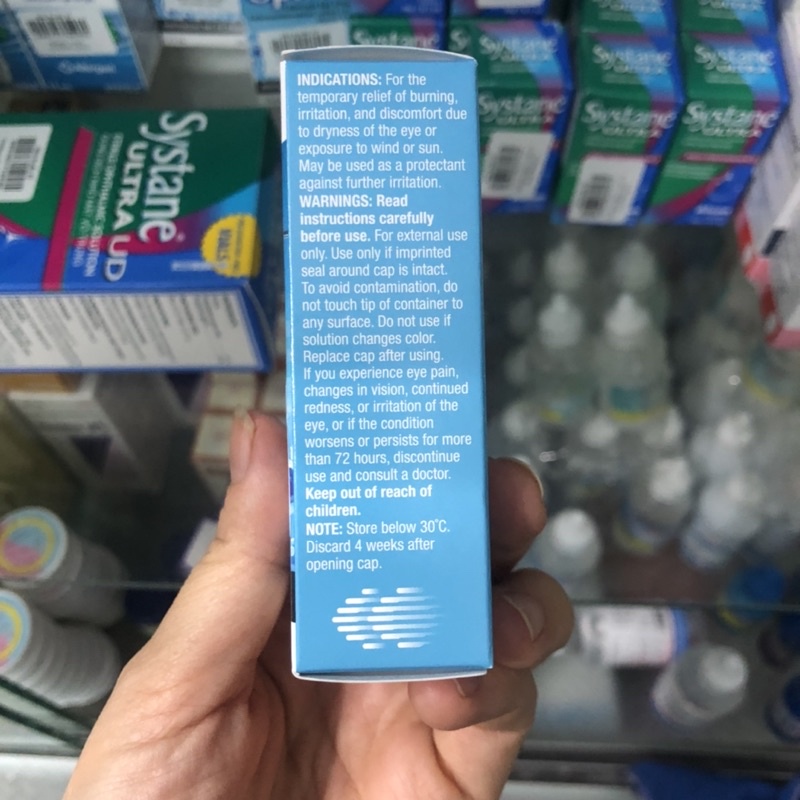 INDICATIONS: For the
temporary relief of burning,
irritation, and discomfort due
to dryness of the eye or
exposure to wind or sun.
May be used as a protectant
against further irritation.
WARNINGS: Read
instructions carefully
before use. For external use
only. Use only if imprinted
seal around cap is intact.
To avoid contamination, do
not touch tip of container to
any surface. Do not use if
solution changes color.
Replace cap after using.
If you experience eye pain,
changes in vision, continued
redness, or irritation of the
eye, or if the condition
worsens or persists for more
than 72 hours, discontinue
use and consult a doctor.
Keep out of reach of
children.
NOTE: Store below 30°C.
Discard 4 weeks after
opening cap.
Systane
ULTRA UD
Systane
Systane
Systane
Systane
Systane